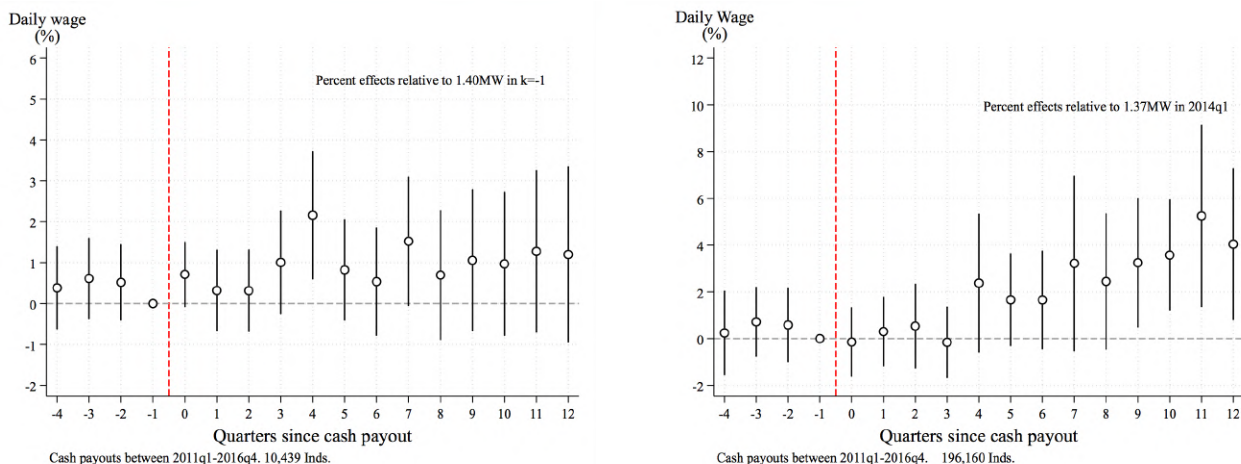 Daily wage
(%)
Percent effects relative to 1.40MW in k=-1
6
5
4
3
2
1
0
-1
-2
-4 -3 -2 -1 0 1 2 3 4 5 6 7 8 9 10 11 12
Quarters since cash payout
Cash payouts between 2011q1-2016q4. 10,439 Inds.
Daily Wage
(%)
Percent effects relative to 1.37MW in 2014q1
12
10
8
6
4
2
0
-2
-4 -3 -2 -1 0 1 2 3 4 5 6 7 8 9 10 11 12
Quarters since cash payout
Cash payouts between 2011q1-2016q4. 196,160 Inds.